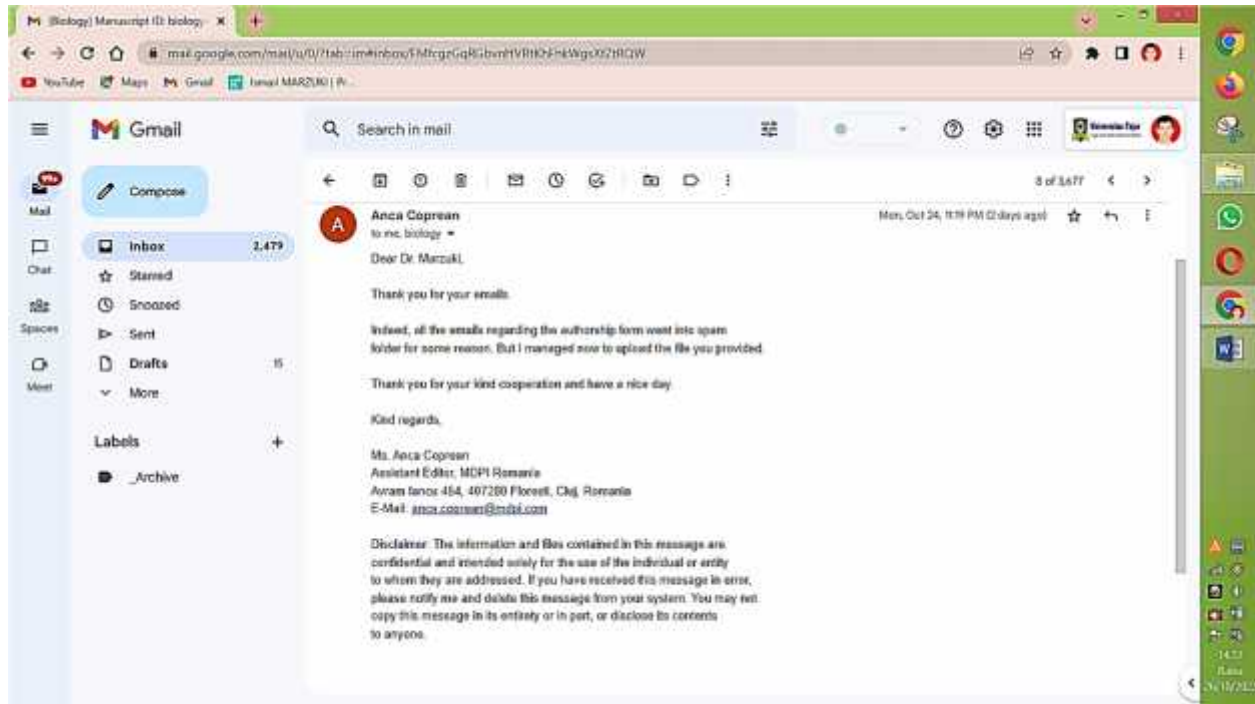 [Biology] Manuscript ID: biology-
YouTube Maps Gmail Ismail MARZUKI | Pr...
Gmail
Search in mail
Compose
8 of 3,677
Mail
Chat
Spaces
Meet
Inbox 2,479
Starred
Snoozed
Sent
Drafts 15
More
Labels
_Archive
A
Anca Coprean
Mon, Oct 24, 11:19 PM (2 days ago)
to me, biology
Dear Dr. Marzuki,
Thank you for your emails.
Indeed, all the emails regarding the authorship form went into spam
folder for some reason. But I managed now to upload the file you provided.
Thank you for your kind cooperation and have a nice day.
Kind regards,
Ms. Anca Coprean
Assistant Editor, MDPI Romania
Avram Iancu 454, 407280 Floresti, Cluj, Romania
E-Mail: anca.coprean@mdpi.com
Disclaimer: The information and files contained in this message are
confidential and intended solely for the use of the individual or entity
to whom they are addressed. If you have received this message in error,
please notify me and delete this message from your system. You may not
copy this message in its entirety or in part, or disclose its contents
to anyone.